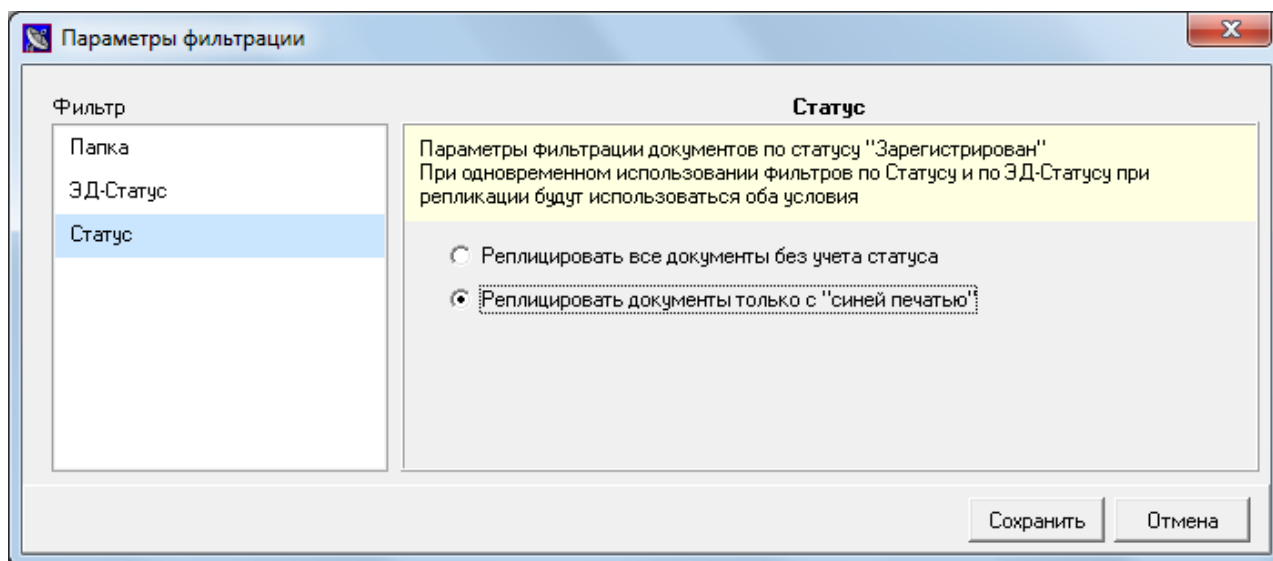 Параметры фильтрации
Фильтр
Папка
ЭД-Статус
Статус
Статус
Параметры фильтрации документов по статусу "Зарегистрирован"
При одновременном использовании фильтров по Статусу и по ЭД-Статусу при
репликации будут использоваться оба условия
Реплицировать все документы без учета статуса
Реплицировать документы только с "синей печатью"
Сохранить
Отмена